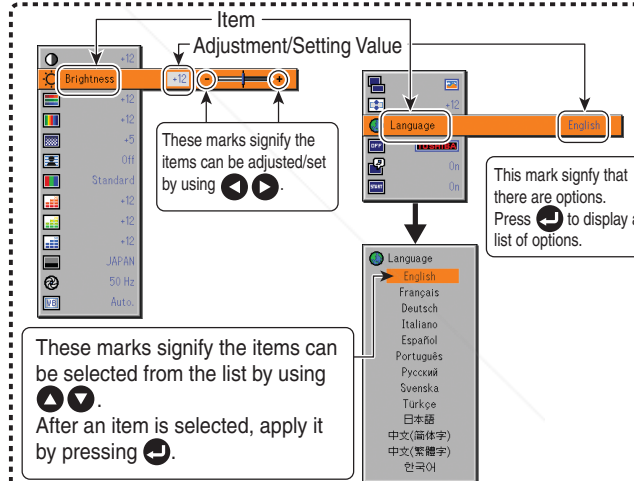 Item
Adjustment/Setting Value
+12
Brightness
+12
+12
+12
+5
Off
Standard
+12
+12
+12
JAPAN
50 Hz
VB
Auto.
These marks signify the
items can be adjusted/set
by using
+12
Language
English
OFF
TOSHIBA
On
START
On
This mark signfy that
there are options.
Press to display a
list of options.
Language
English
Français
Deutsch
Italiano
Español
Português
Русский
Svenska
Türkçe
日本語
中文(简体字)
中文(繁體字)
한국어
These marks signify the items can
be selected from the list by using
.
After an item is selected, apply it
by pressing .